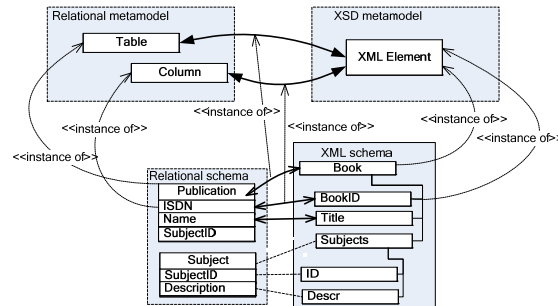 Relational metamodel
XSD metamodel
Table
XML Element
Column
<<instance of>>
<<instance of>>
<<instance of>>
<<instance of>>
<<instance of>>
<<instance of>>
Relational schema
XML schema
Publication
Book
ISDN
BookID
Name
Title
SubjectID
Subjects
Subject
SubjectID
ID
Description
Descr